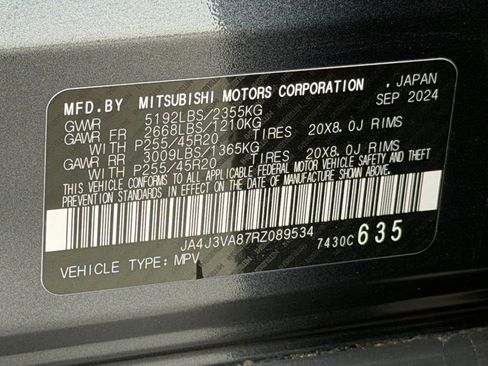 MFD.BY MITSUBISHI MOTORS CORPORATION , JAPAN
SEP 2024
GVWR 5192LBS/2355KG
GAWR FR 2668LBS/1210KG
WITH P255/45R20 TIRES 20X8.0J RIMS
GAWR RR 3009LBS/1365KG
WITH P255/45R20 TIRES 20X8.0J RIMS
THIS VEHICLE CONFORMS TO ALL APPLICABLE FEDERAL MOTOR VEHICLE SAFETY AND THEFT
PREVENTION STANDARDS IN EFFECT ON THE DATE OF MANUFACTURE SHOWN ABOVE.
JA4J3VA87RZ089534
7430C 635
VEHICLE TYPE: MPV